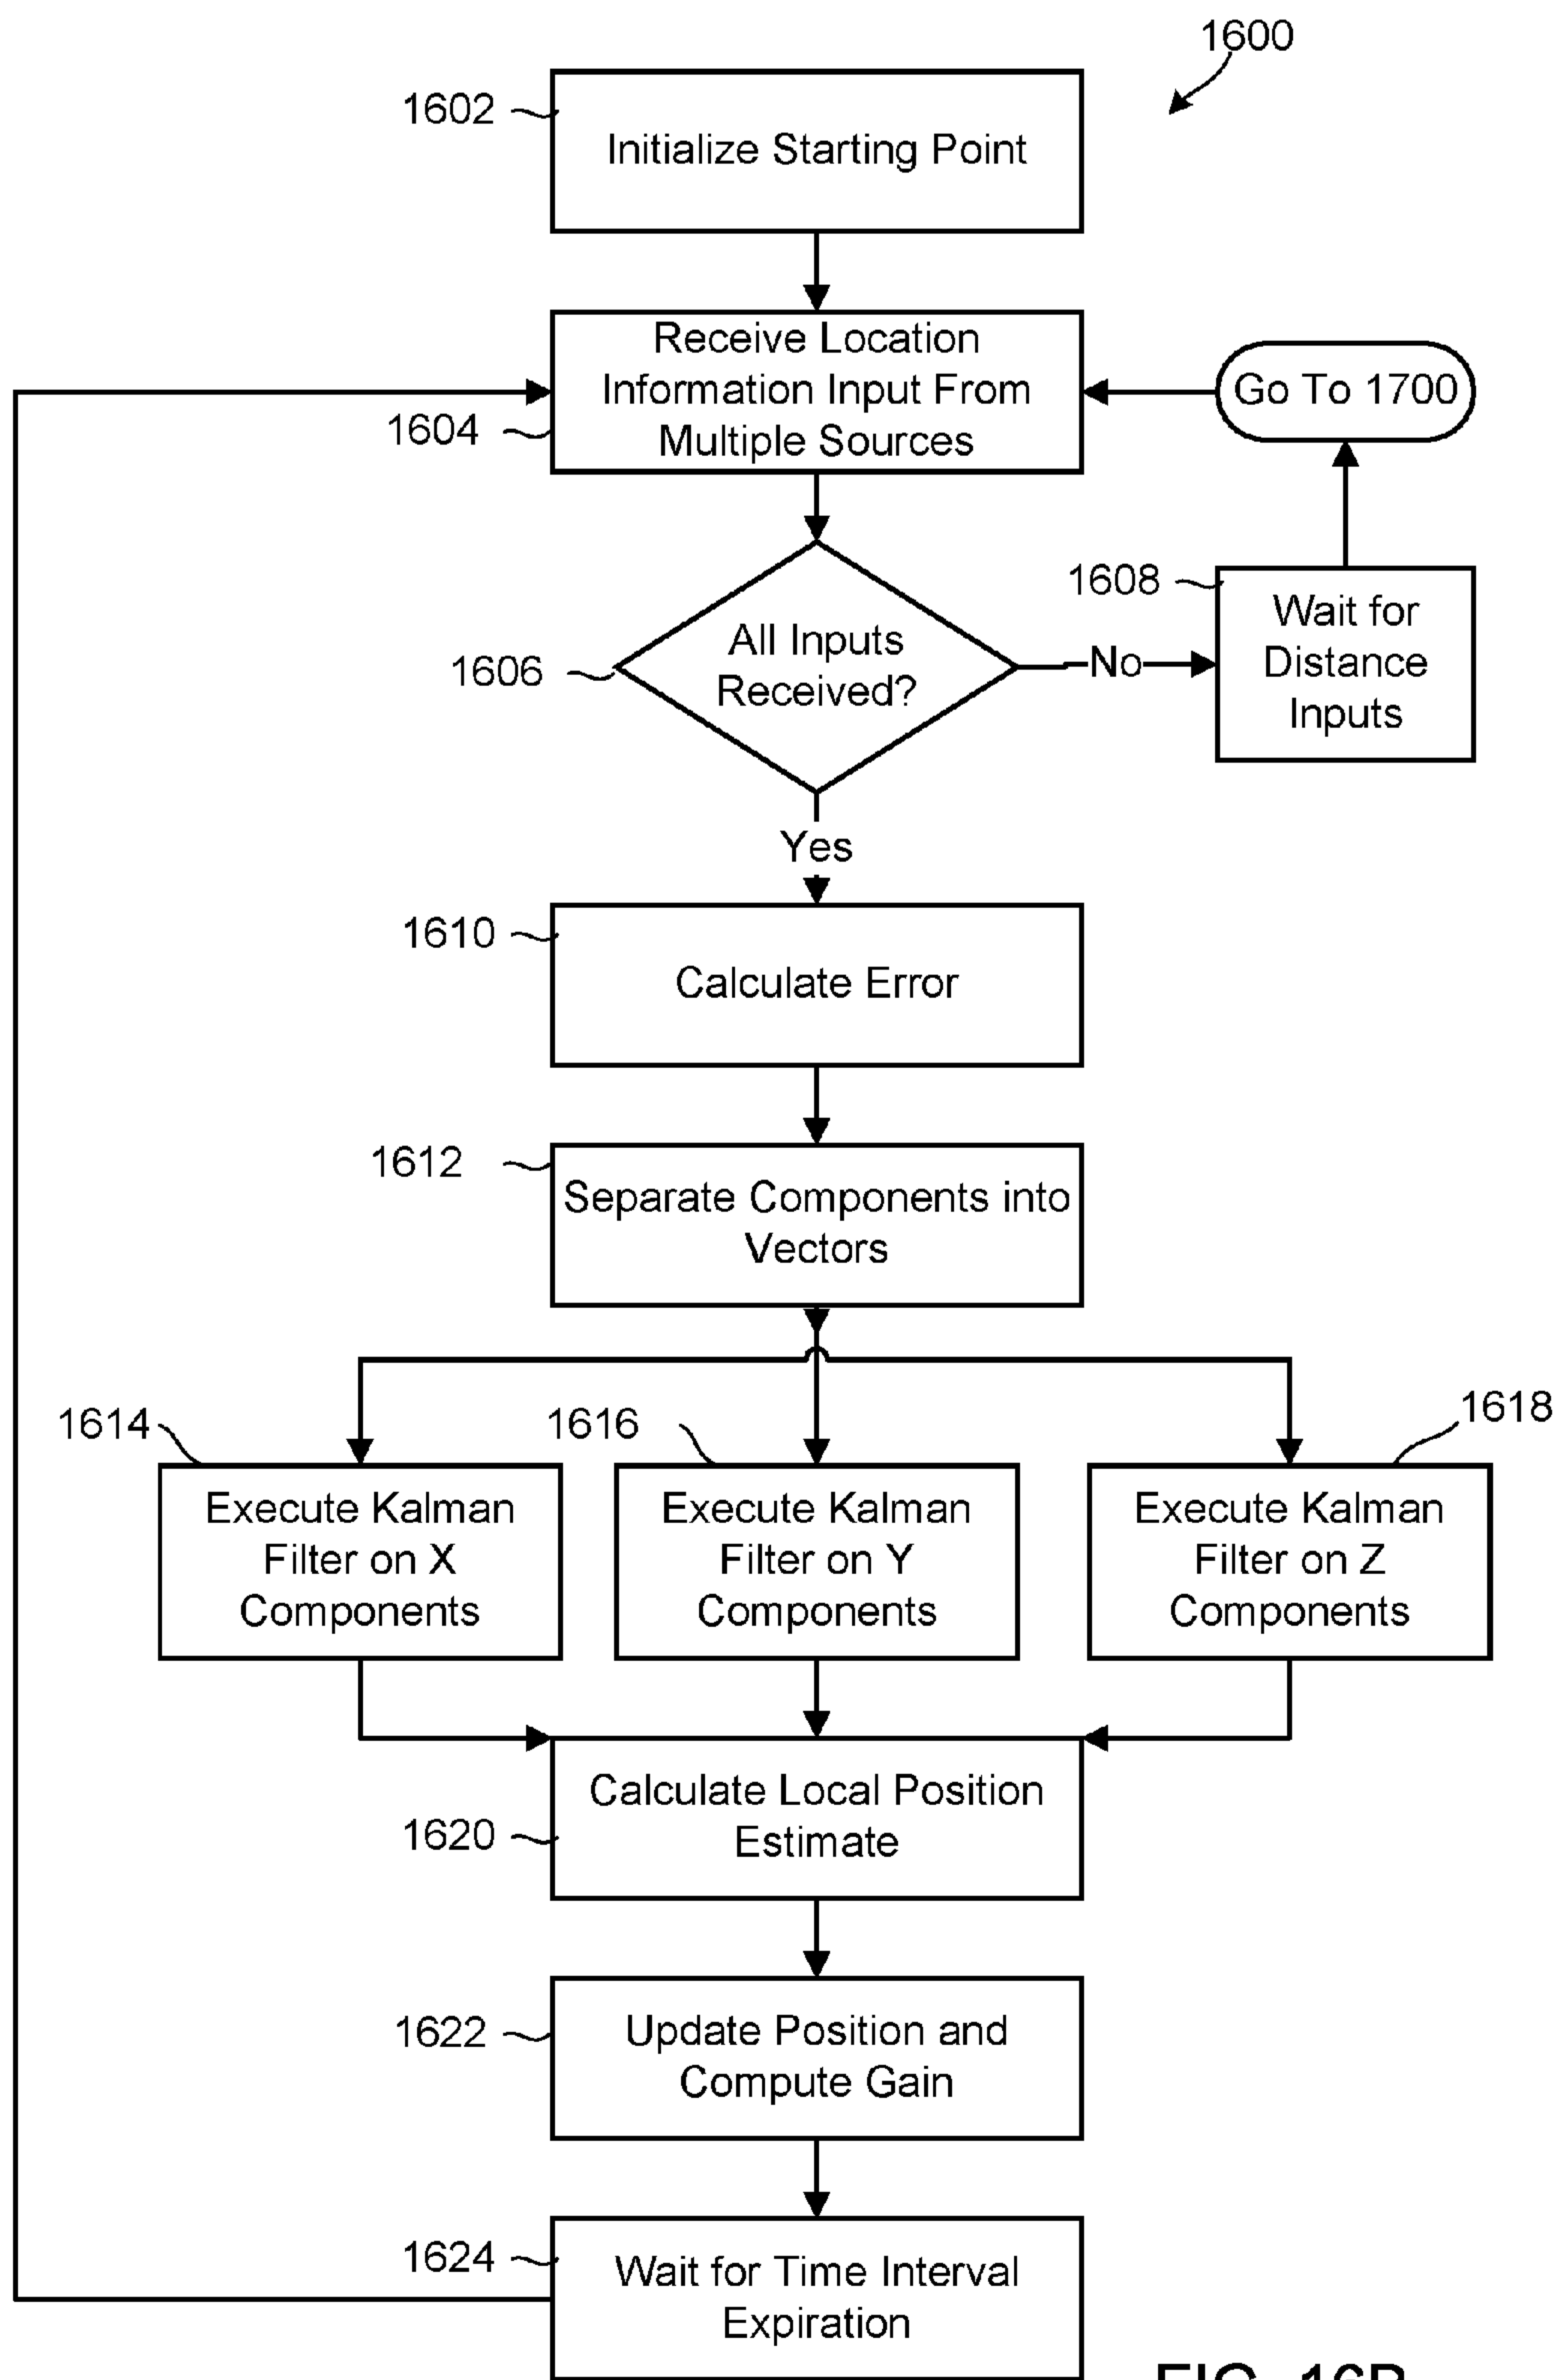 1600
1602
Initialize Starting Point
Receive Location
Information Input From
Multiple Sources
1604
Go To 1700
1606
All Inputs
Received?
No
1608
Wait for
Distance
Inputs
Yes
1610
Calculate Error
1612
Separate Components into
Vectors
1614
Execute Kalman
Filter on X
Components
1616
Execute Kalman
Filter on Y
Components
1618
Execute Kalman
Filter on Z
Components
Calculate Local Position
Estimate
1620
1622
Update Position and
Compute Gain
1624
Wait for Time Interval
Expiration
FIG. 16B